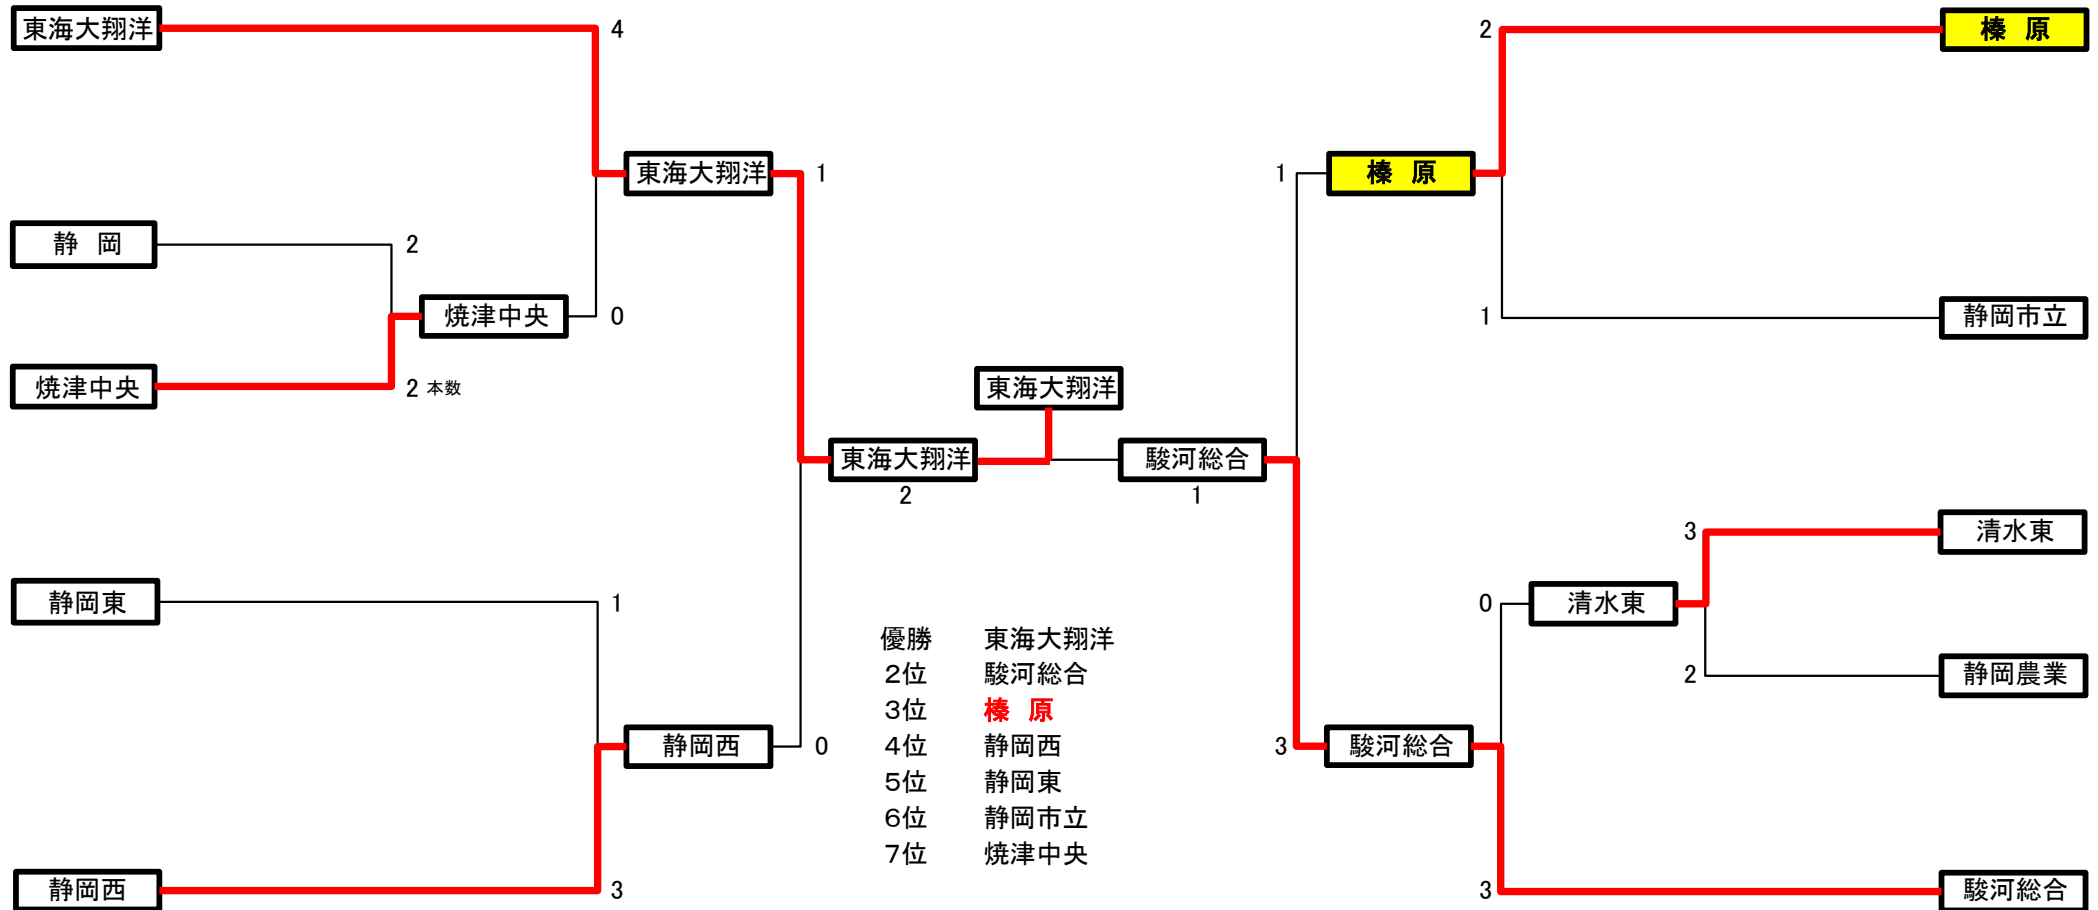 東海大翔洋
4
2
榛 原
東海大翔洋
1
1
榛 原
静 岡
2
焼津中央
0
1
静岡市立
焼津中央
2 本数
東海大翔洋
東海大翔洋
駿河総合
2
1
3
清水東
静岡東
1
0
清水東
優勝 東海大翔洋
2位 駿河総合
2
静岡農業
3位 榛 原
静岡西
0
4位 静岡西
3
駿河総合
5位 静岡東
6位 静岡市立
7位 焼津中央
静岡西
3
3
駿河総合